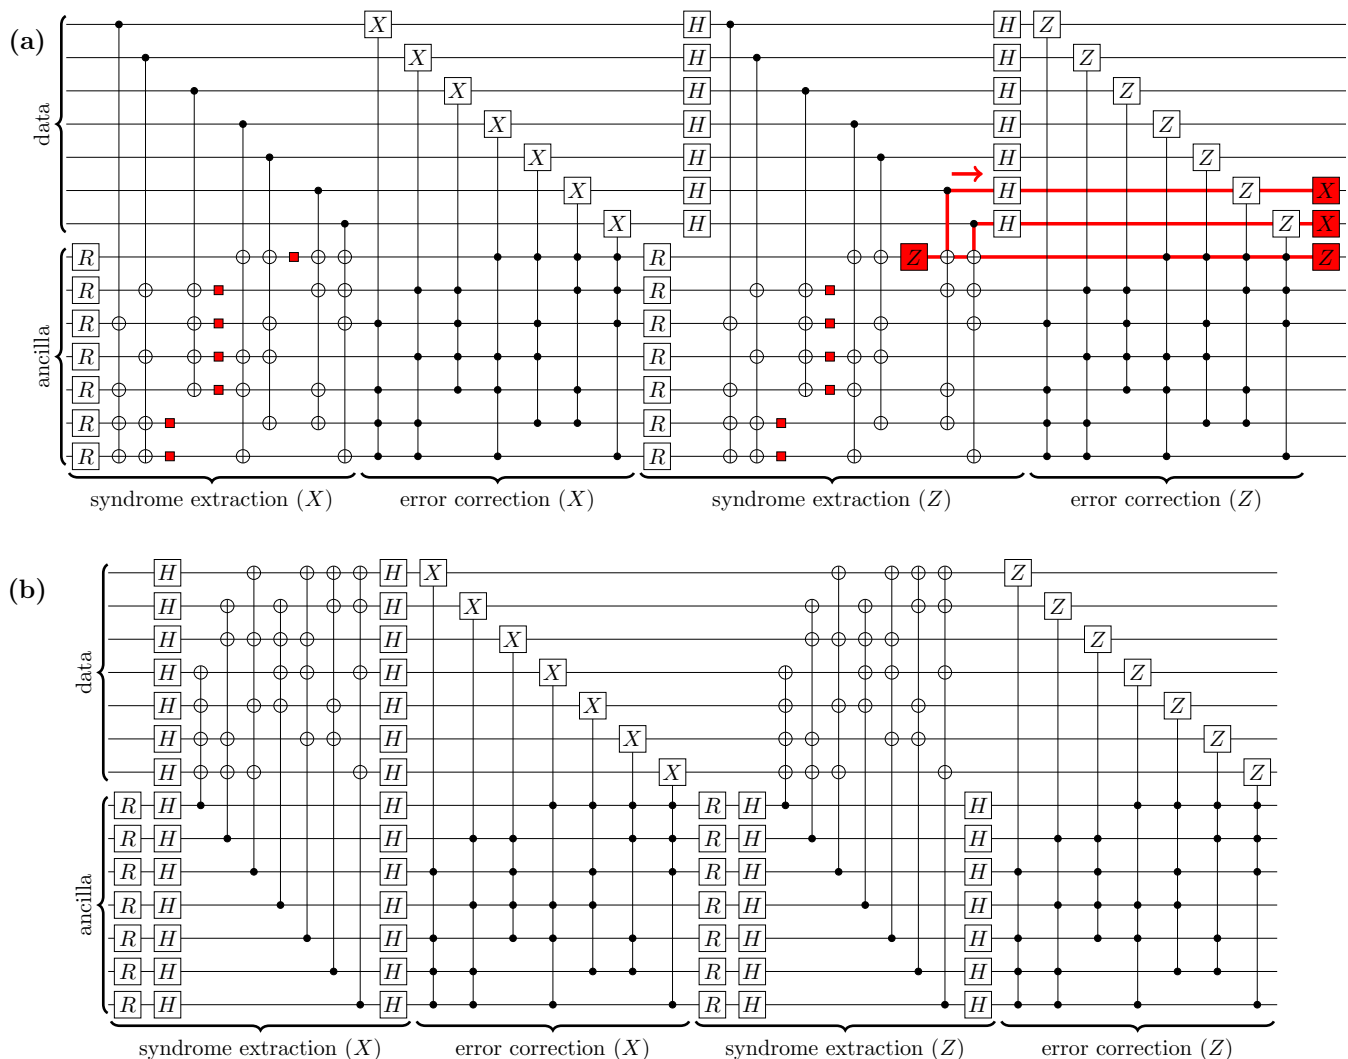 (a)
data
X H H Z
X H H Z
X H H Z
X H H Z
X H H Z
X H H Z X
X H H Z X
ancilla
R R Z Z
R R
R R
R R
R R
R R
R R
syndrome extraction (X) error correction (X) syndrome extraction (Z) error correction (Z)
(b)
data
H H X Z
H H X Z
H H X Z
H H X Z
H H X Z
H H X Z
H H X Z
ancilla
R H R H H
R H R H H
R H R H H
R H R H H
R H R H H
R H R H H
R H R H H
syndrome extraction (X) error correction (X) syndrome extraction (Z) error correction (Z)